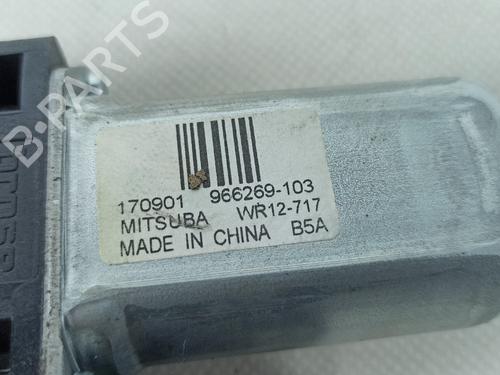 B-PARTS
170901 966269-103
MITSUBA WR12-717
MADE IN CHINA B5A